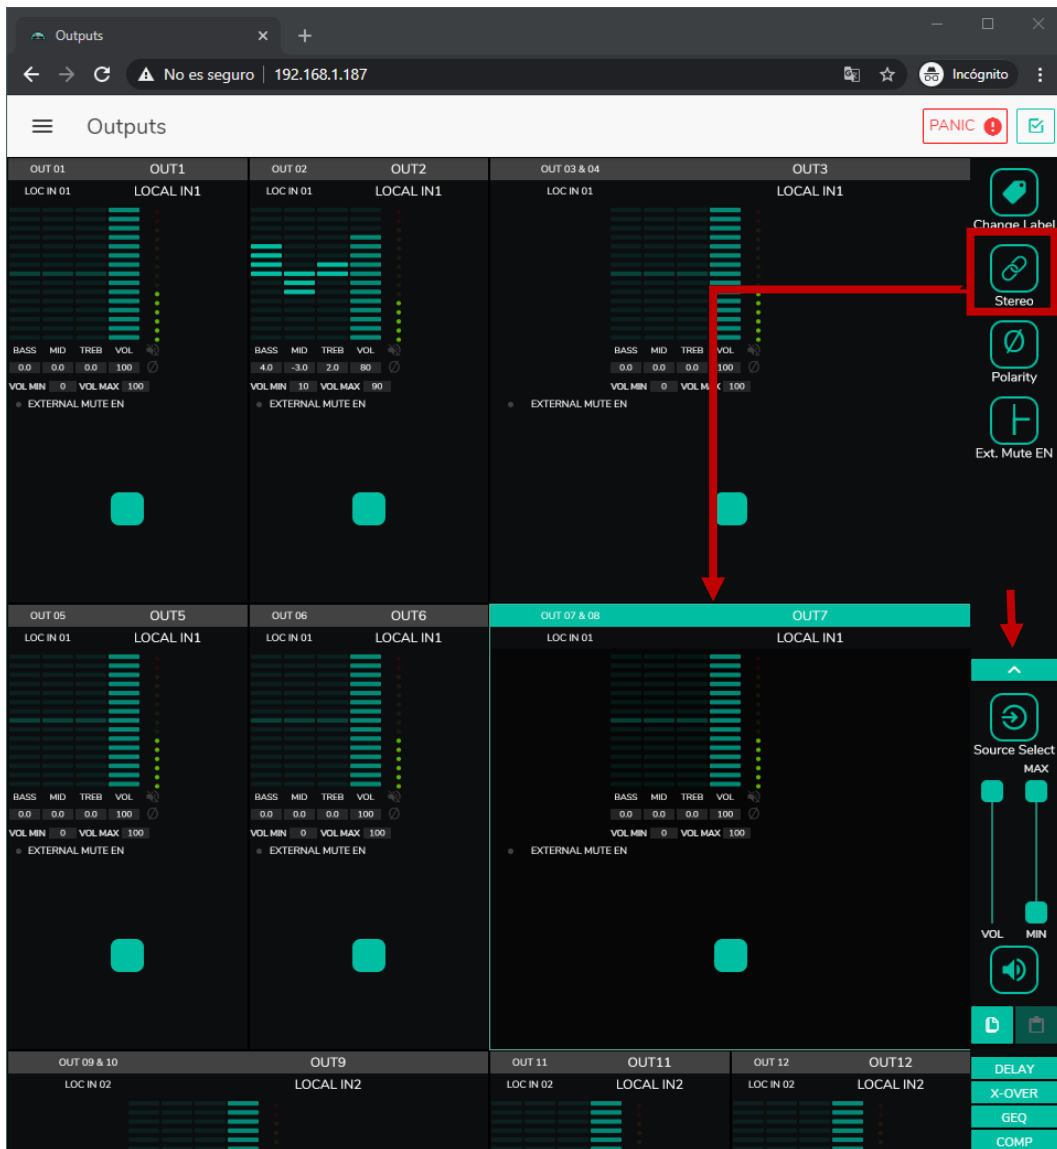 Outputs
No es seguro | 192.168.1.187 Incógnito
Outputs PANIC
OUT 01 OUT1 OUT 02 OUT2 OUT 03 & 04 OUT3
LOC IN 01 LOCAL IN1 LOC IN 01 LOCAL IN1 LOC IN 01 LOCAL IN1
Change Label
Stereo
BASS MID TREB VOL BASS MID TREB VOL BASS MID TREB VOL
0.0 0.0 0.0 100 4.0 -3.0 2.0 80 0.0 0.0 0.0 100
Polarity
VOL MIN 0 VOL MAX 100 VOL MIN 10 VOL MAX 90 VOL MIN 0 VOL MAX 100
EXTERNAL MUTE EN EXTERNAL MUTE EN EXTERNAL MUTE EN
Ext. Mute EN
OUT 05 OUT5 OUT 06 OUT6 OUT 07 & 08 OUT7
LOC IN 01 LOCAL IN1 LOC IN 01 LOCAL IN1 LOC IN 01 LOCAL IN1
Source Select
MAX
BASS MID TREB VOL BASS MID TREB VOL BASS MID TREB VOL
0.0 0.0 0.0 100 0.0 0.0 0.0 100 0.0 0.0 0.0 100
VOL MIN 0 VOL MAX 100 VOL MIN 0 VOL MAX 100 VOL MIN 0 VOL MAX 100
EXTERNAL MUTE EN EXTERNAL MUTE EN EXTERNAL MUTE EN
VOL MIN
OUT 09 & 10 OUT9 OUT 11 OUT11 OUT 12 OUT12
LOC IN 02 LOCAL IN2 LOC IN 02 LOCAL IN2 LOC IN 02 LOCAL IN2
DELAY
X-OVER
GEQ
COMP